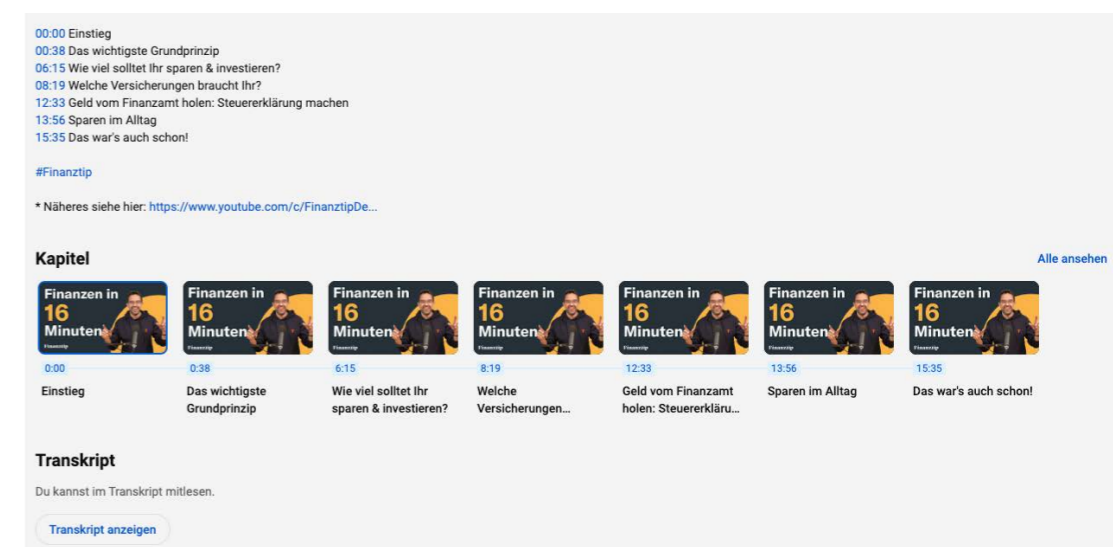 00:00 Einstieg
00:38 Das wichtigste Grundprinzip
06:15 Wie viel solltet Ihr sparen & investieren?
08:19 Welche Versicherungen braucht Ihr?
12:33 Geld vom Finanzamt holen: Steuererklärung machen
13:56 Sparen im Alltag
15:35 Das war's auch schon!
#Finanztip
* Näheres siehe hier: https://www.youtube.com/c/FinanztipDe...
Kapitel
Alle ansehen
Finanzen in
16
Minuten
Finanztip
0:00
Einstieg
Finanzen in
16
Minuten
Finanztip
0:38
Das wichtigste
Grundprinzip
Finanzen in
16
Minuten
Finanztip
6:15
Wie viel solltet Ihr
sparen & investieren?
Finanzen in
16
Minuten
Finanztip
8:19
Welche
Versicherungen...
Finanzen in
16
Minuten
Finanztip
12:33
Geld vom Finanzamt
holen: Steuererkläru...
Finanzen in
16
Minuten
Finanztip
13:56
Sparen im Alltag
Finanzen in
16
Minuten
Finanztip
15:35
Das war's auch schon!
Transkript
Du kannst im Transkript mitlesen.
Transkript anzeigen